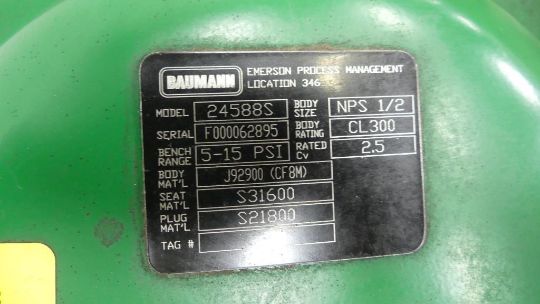 BAUMANN
EMERSON PROCESS MANAGEMENT
LOCATION 346
MODEL 24588S BODY SIZE NPS 1/2
SERIAL F000062895 BODY RATING CL300
BENCH RANGE 5-15 PSI RATED Cv 2.5
BODY MAT'L J92900 (CF8M)
SEAT MAT'L S31600
PLUG MAT'L S21800
TAG #